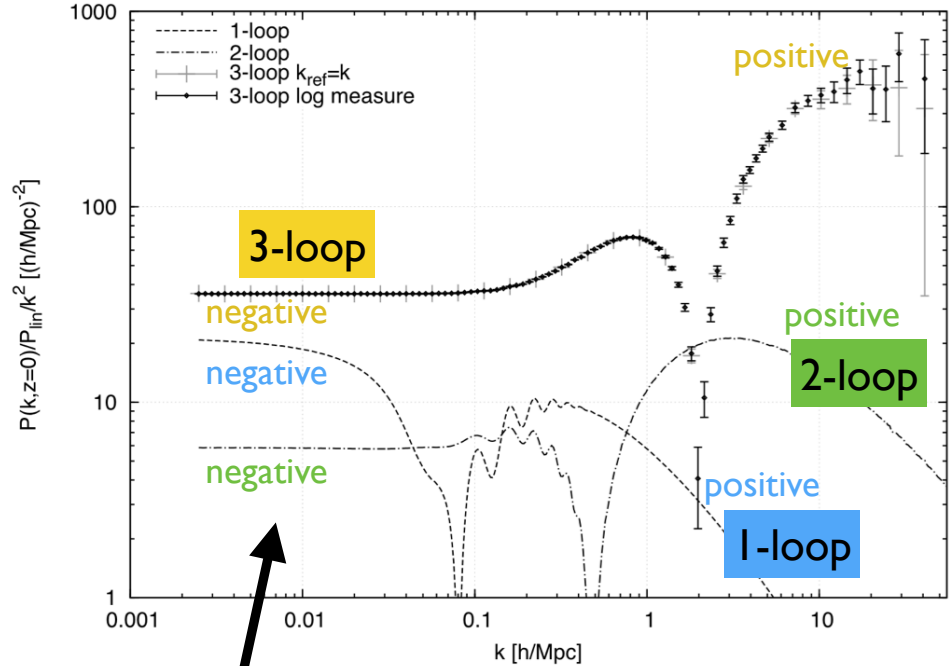 1000
100
10
1
P(k,z=0)/P_lin/k^2 [(h/Mpc)^-2]
1-loop
2-loop
3-loop k_ref=k
3-loop log measure
positive
3-loop
negative
positive
negative
2-loop
negative
positive
1-loop
0.001 0.01 0.1 1 10
k [h/Mpc]